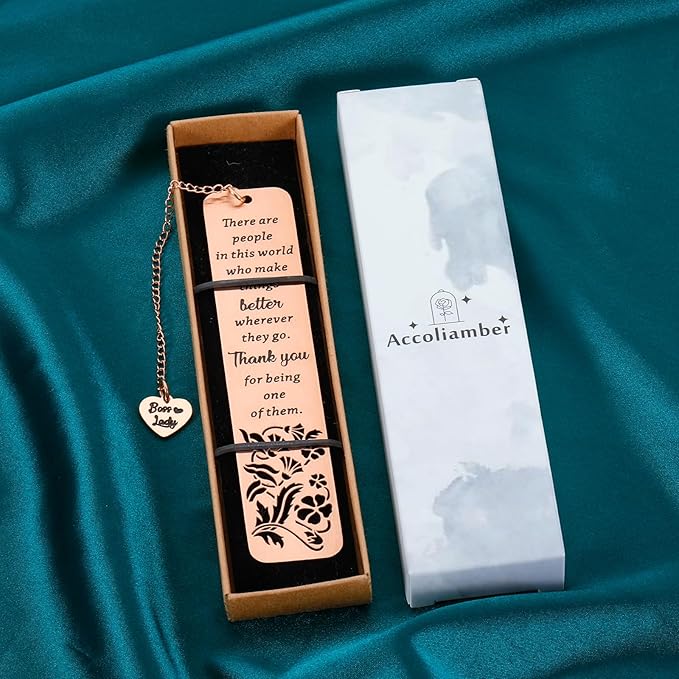 There are
people
in this world
who make
things
better
wherever
they go.
Thank you
for being
one
of them.
Boss
Lady
Accoliamber